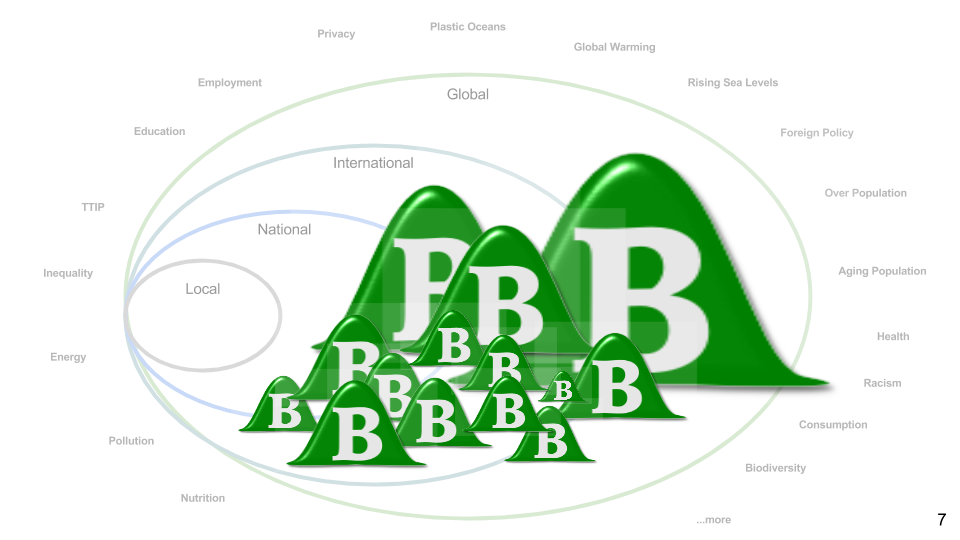 Plastic Oceans
Privacy
Global Warming
Employment
Rising Sea Levels
Global
Education
Foreign Policy
International
Over Population
TTIP
National
Inequality
Aging Population
Local
Health
Energy
Racism
Consumption
Pollution
Biodiversity
Nutrition
...more
7
B
B
B
B
B
B
B
B
B
B
B
B
B
B